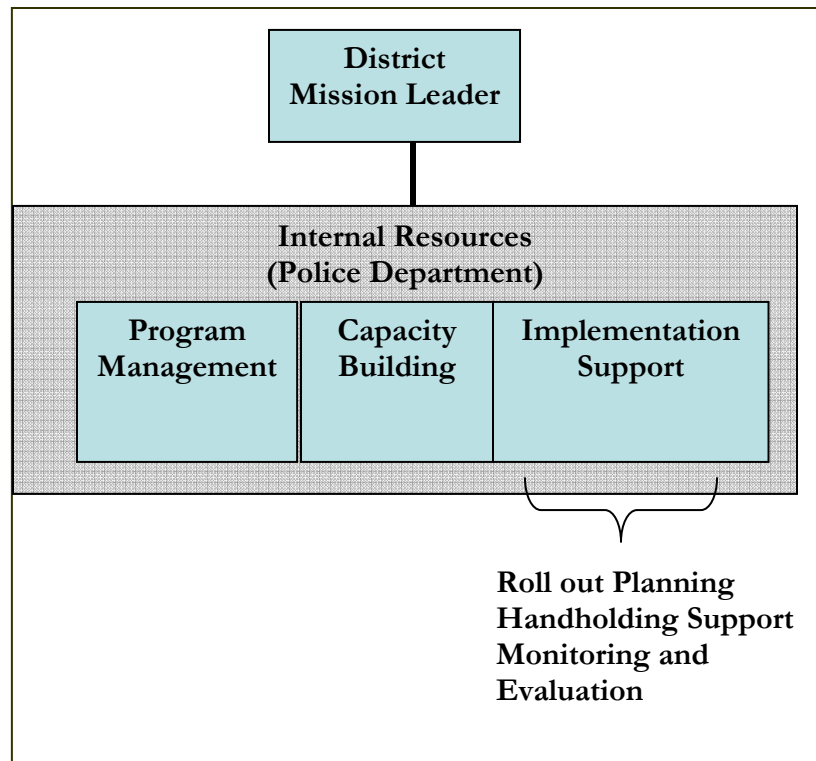 District
Mission Leader
Internal Resources
(Police Department)
Program
Management
Capacity
Building
Implementation
Support
Roll out Planning
Handholding Support
Monitoring and
Evaluation